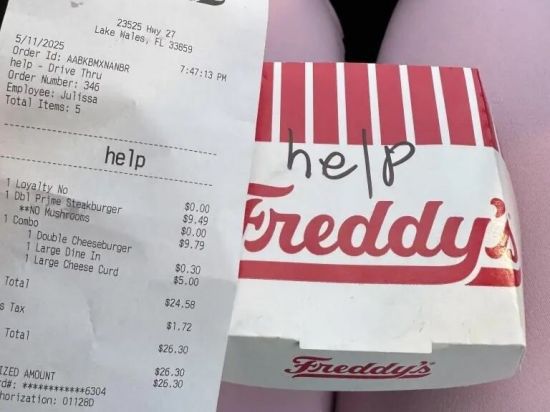 23525 Hwy 27
Lake Wales, FL 33859
5/11/2025 7:47:13 PM
Order Id: AABKBMXNANBR
help - Drive Thru
Order Number: 346
Employee: Julissa
Total Items: 5
help
1 Loyalty No $0.00
1 Dbl Prime Steakburger $9.49
**NO Mushrooms $0.00
1 Combo $9.79
1 Double Cheeseburger
1 Large Dine In $0.30
1 Large Cheese Curd $5.00
Total $24.58
s Tax $1.72
Total $26.30
$26.30
IZED AMOUNT $26.30
rd#: ************6304
horization: 01128D
help
Freddy's
Freddy's